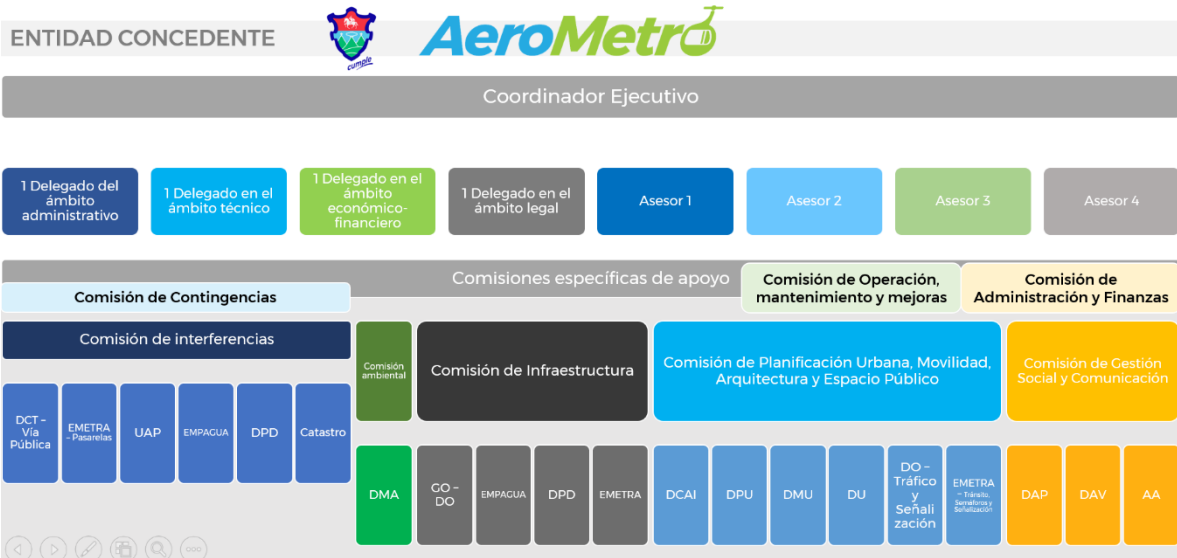 ENTIDAD CONCEDENTE
cumple
AeroMetro
Coordinador Ejecutivo
1 Delegado del
ámbito
administrativo
1 Delegado en el
ámbito técnico
1 Delegado en el
ámbito
económico-
financiero
1 Delegado en el
ámbito legal
Asesor 1
Asesor 2
Asesor 3
Asesor 4
Comisiones específicas de apoyo
Comisión de Contingencias
Comisión de Operación,
mantenimiento y mejoras
Comisión de
Administración y Finanzas
Comisión de interferencias
Comisión
ambiental
Comisión de Infraestructura
Comisión de Planificación Urbana, Movilidad,
Arquitectura y Espacio Público
Comisión de Gestión
Social y Comunicación
DCT –
Vía
Pública
EMETRA
– Pasarelas
UAP
EMPAGUA
DPD
Catastro
DMA
GO –
DO
EMPAGUA
DPD
EMETRA
DCAI
DPU
DMU
DU
DO –
Tráfico
y
Señali
zación
EMETRA
– Tránsito,
Semáforos y
Señalización
DAP
DAV
AA